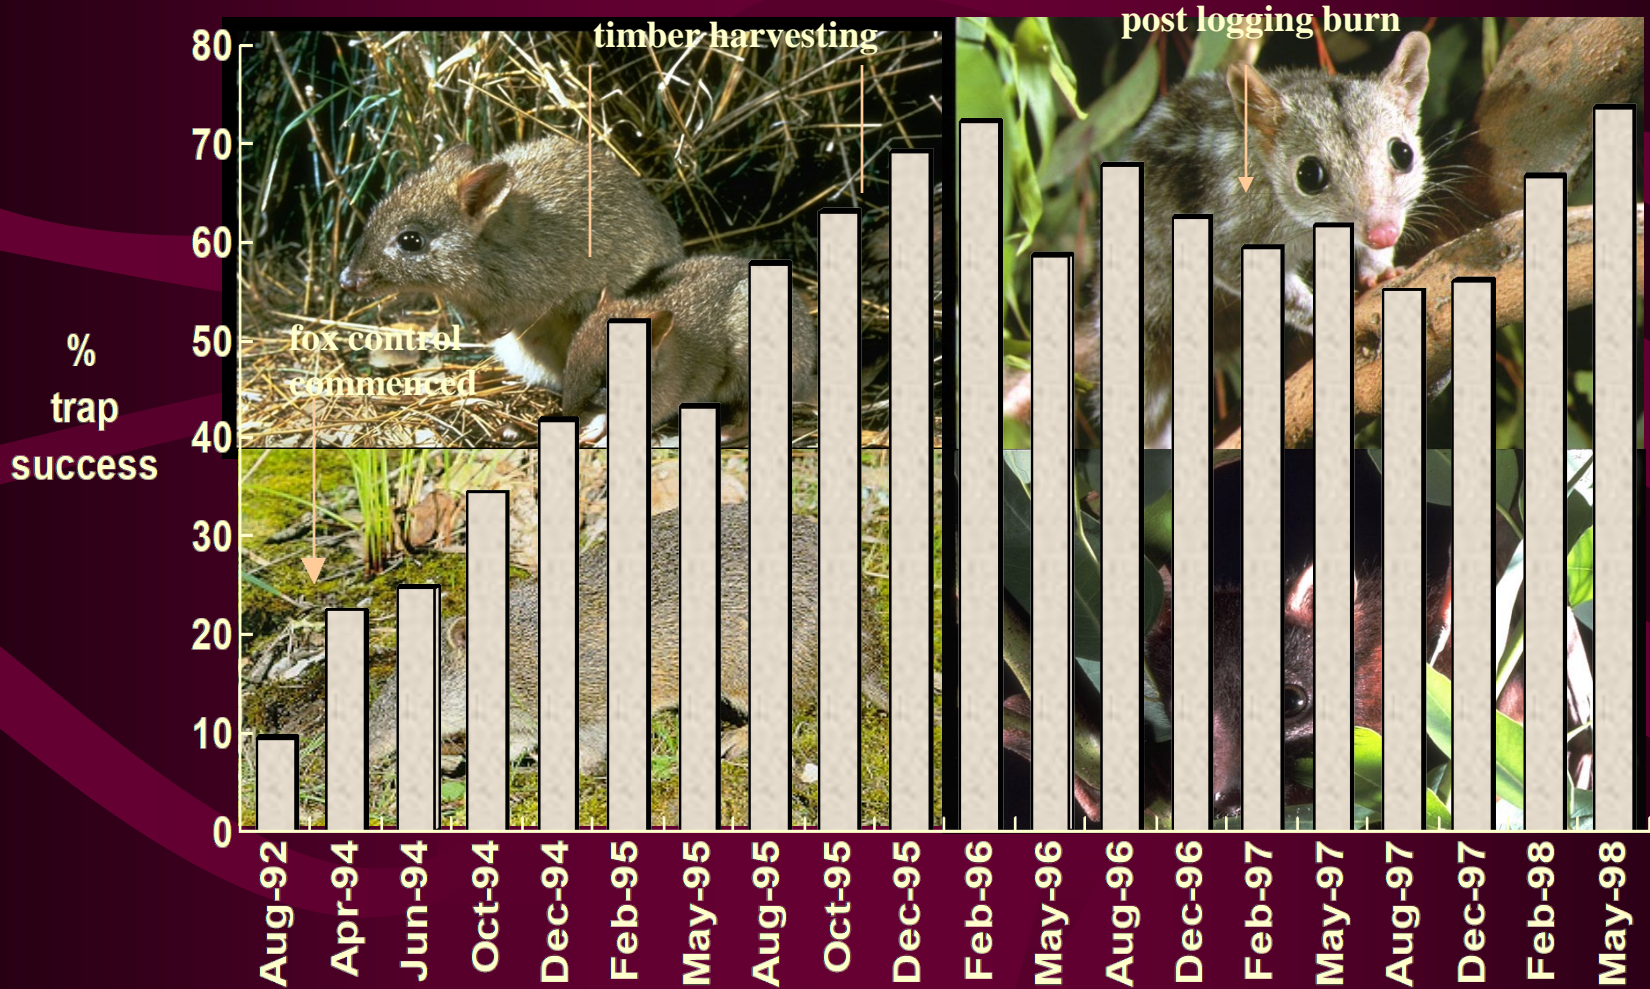 timber harvesting
post logging burn
fox control
commenced
%
trap
success
80
70
60
50
40
30
20
10
0
Aug-92
Apr-94
Jun-94
Oct-94
Dec-94
Feb-95
May-95
Aug-95
Oct-95
Dec-95
Feb-96
May-96
Aug-96
Dec-96
Feb-97
May-97
Aug-97
Dec-97
Feb-98
May-98